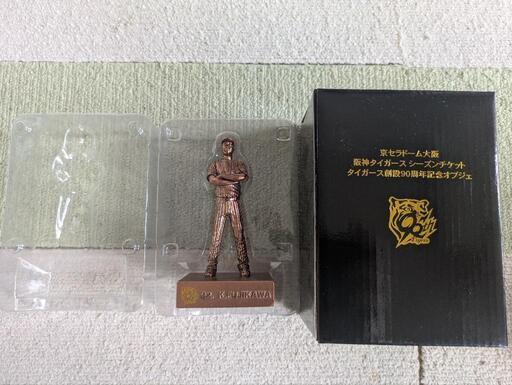 京セラドーム大阪
阪神タイガース シーズンチケット
タイガース創設90周年記念オブジェ
Tigers
K.FUJIKAWA